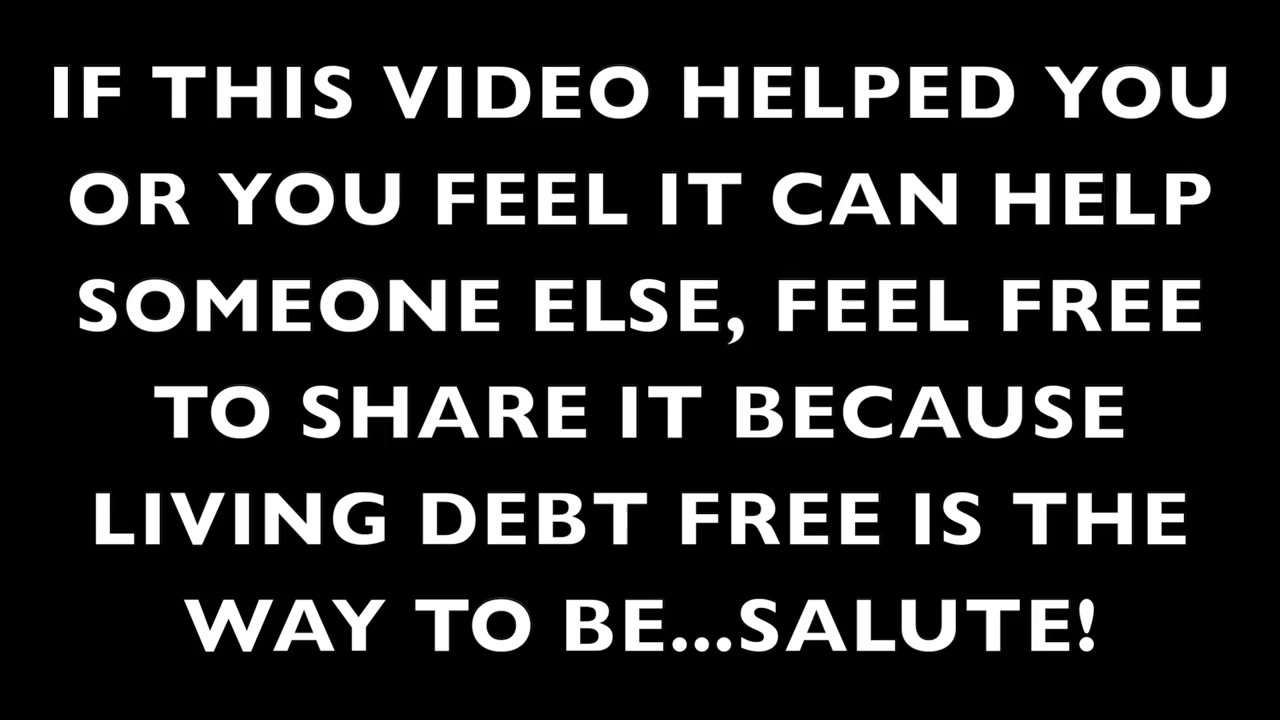 IF THIS VIDEO HELPED YOU
OR YOU FEEL IT CAN HELP
SOMEONE ELSE, FEEL FREE
TO SHARE IT BECAUSE
LIVING DEBT FREE IS THE
WAY TO BE...SALUTE!